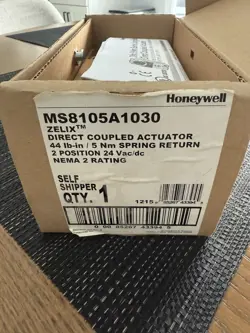 Honeywell
MS8105A1030
ZELIX™
DIRECT COUPLED ACTUATOR
44 lb-in / 5 Nm SPRING RETURN
2 POSITION 24 Vac/dc
NEMA 2 RATING
SELF
SHIPPER
QTY. 1
1215